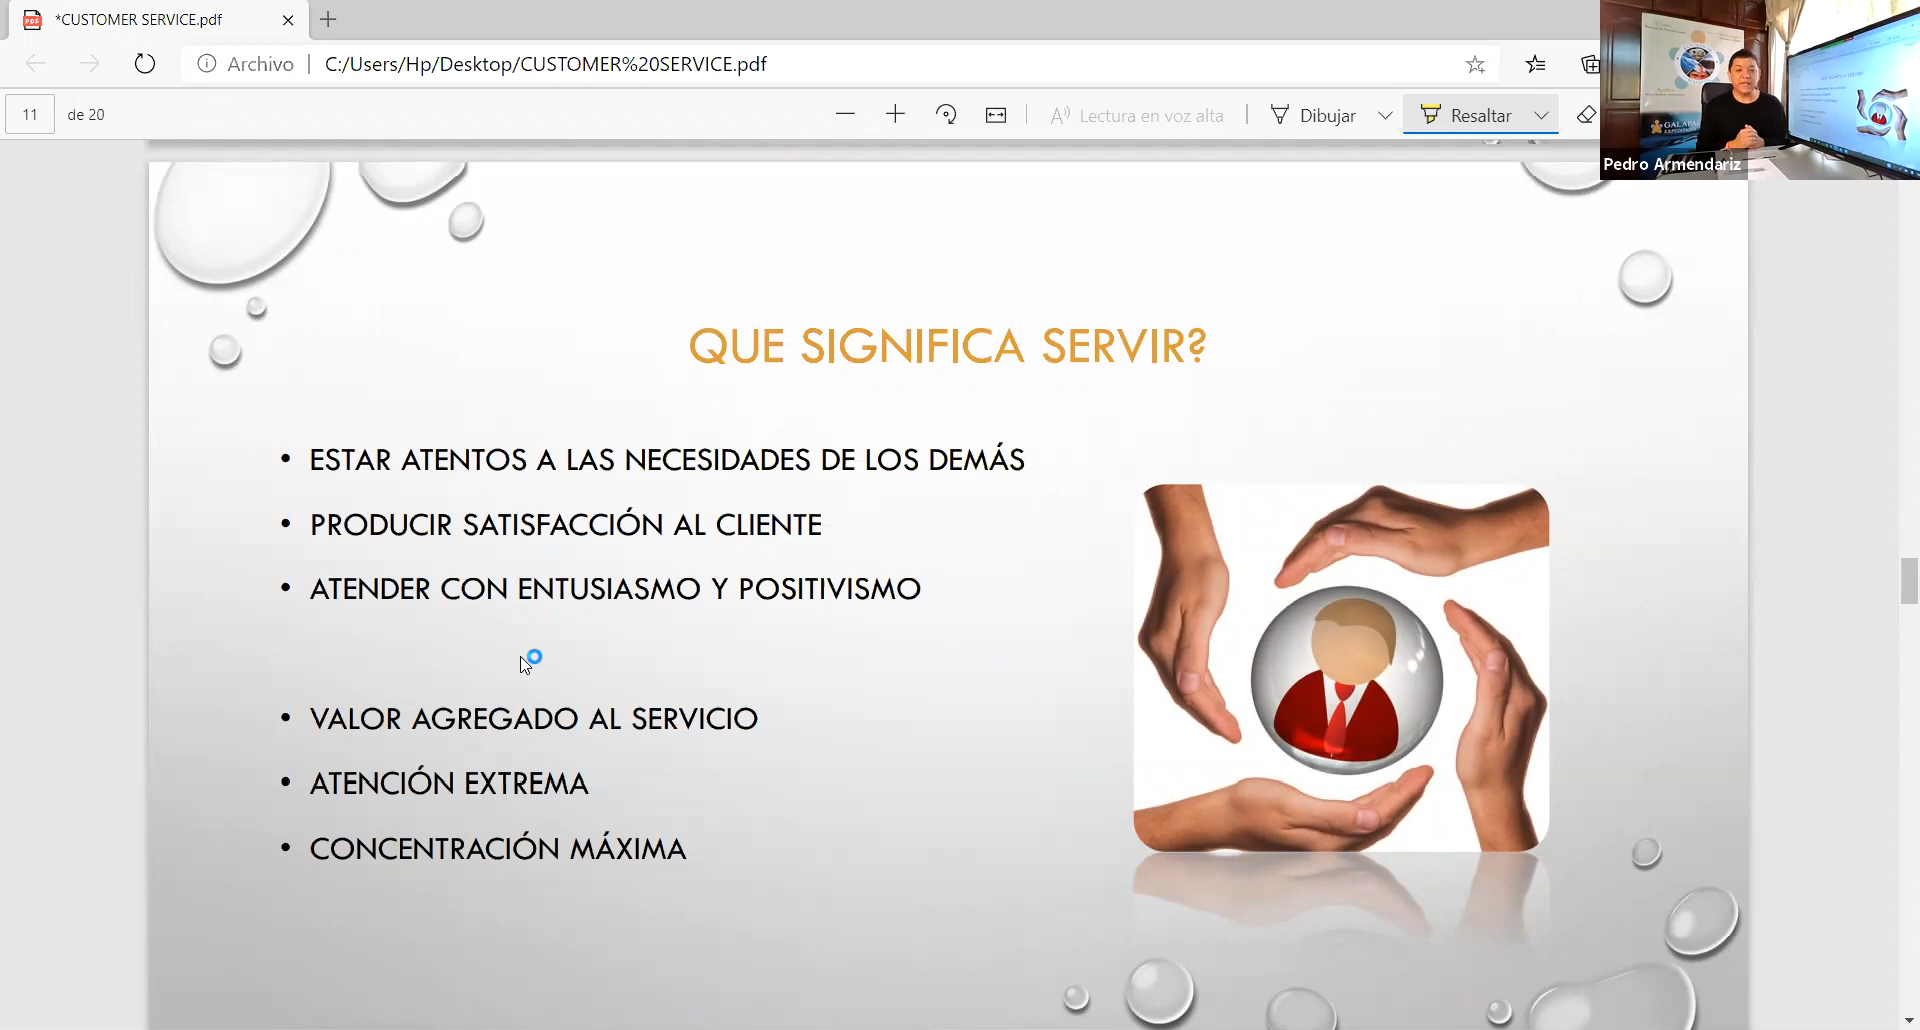 *CUSTOMER SERVICE.pdf
Archivo | C:/Users/Hp/Desktop/CUSTOMER%20SERVICE.pdf
11 de 20
Lectura en voz alta
Dibujar
Resaltar
Pedro Armendariz
QUE SIGNIFICA SERVIR?
• ESTAR ATENTOS A LAS NECESIDADES DE LOS DEMÁS
• PRODUCIR SATISFACCIÓN AL CLIENTE
• ATENDER CON ENTUSIASMO Y POSITIVISMO
• VALOR AGREGADO AL SERVICIO
• ATENCIÓN EXTREMA
• CONCENTRACIÓN MÁXIMA